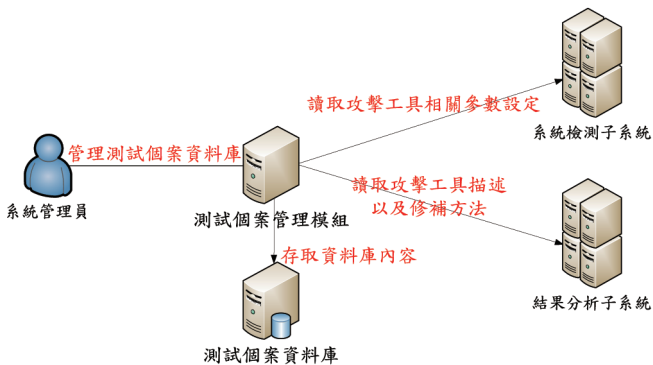 讀取攻擊工具相關參數設定
系統檢測子系統
管理測試個案資料庫
系統管理員
測試個案管理模組
讀取攻擊工具描述
以及修補方法
存取資料庫內容
結果分析子系統
測試個案資料庫